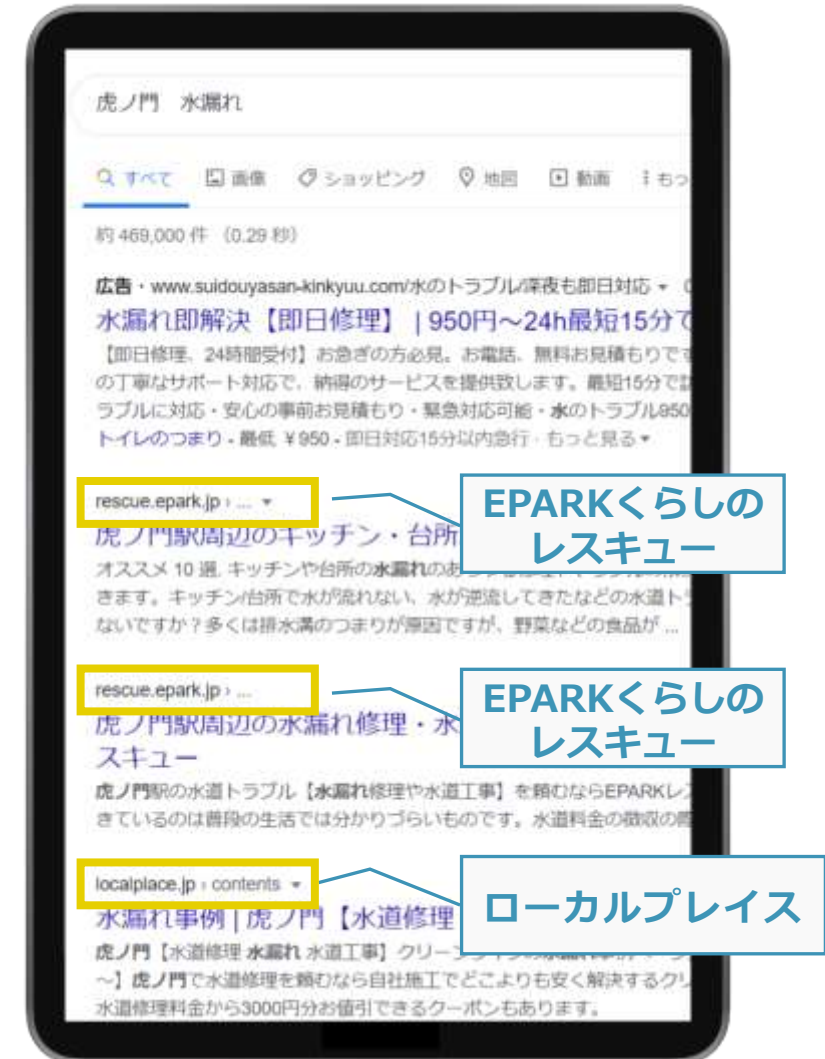 虎ノ門 水漏れ
すべて 画像 ショッピング 地図 動画 もっ
約 469,000 件 （0.29 秒）
広告・www.suidouyasan-kinkyuu.com/水のトラブル/深夜も即日対応
水漏れ即解決【即日修理】 | 950円～24h最短15分で
【即日修理、24時間受付】お急ぎの方必見。お電話、無料お見積もりです
の丁寧なサポート対応で、納得のサービスを提供致します。最短15分で
ラブルに対応・安心の事前お見積もり・緊急対応可能・水のトラブル950
トイレのつまり - 最低 ¥950 - 即日対応15分以内急行 · もっと見る
rescue.epark.jp › ...
EPARKくらしの
レスキュー
虎ノ門駅周辺のキッチン・台所
オススメ 10 選. キッチンや台所の水漏れの
きます。キッチン/台所で水が流れない、水が逆流してきたなどの水道ト
ないですか？多くは排水溝のつまりが原因ですが、野菜などの食品が ...
rescue.epark.jp › ...
EPARKくらしの
レスキュー
虎ノ門駅周辺の水漏れ修理・水
スキュー
虎ノ門駅の水道トラブル【水漏れ修理や水道工事】を頼むならEPARKレ
きているのは普段の生活では分かりづらいものです。水道料金の徴収の際
localplace.jp › contents
ローカルプレイス
水漏れ事例 | 虎ノ門【水道修理
虎ノ門【水道修理 水漏れ 水道工事】クリー
～】虎ノ門で水道修理を頼むなら自社施工でどこよりも安く解決するクリ
水道修理料金から3000円分お値引できるクーポンもあります。